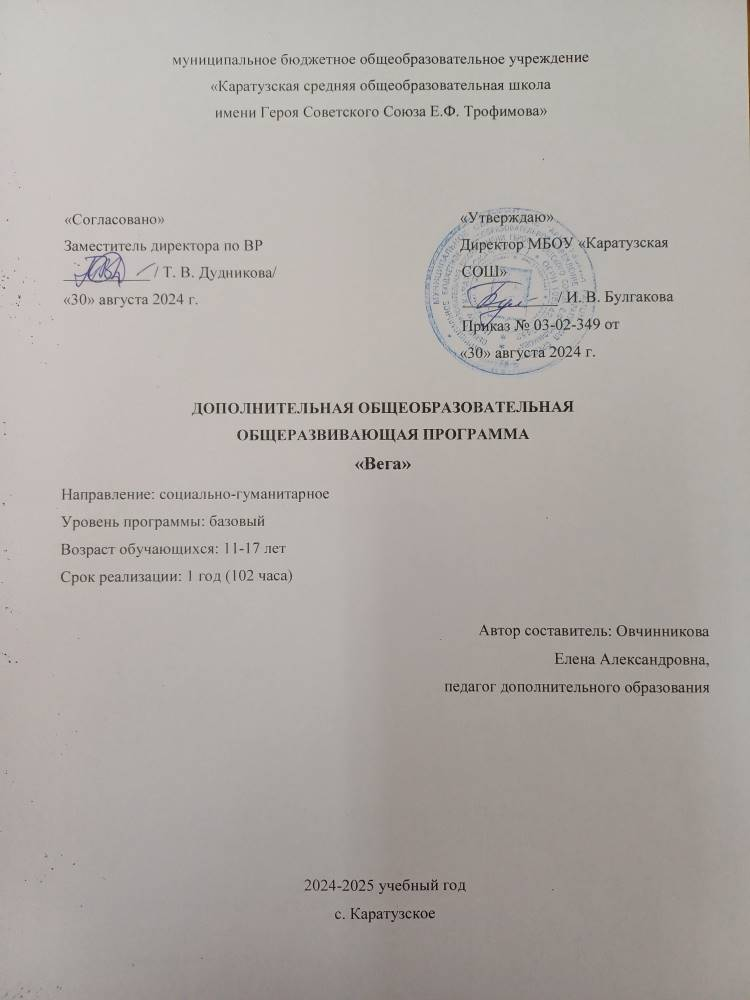 муниципальное бюджетное общеобразовательное учреждение
«Каратузская средняя общеобразовательная школа
имени Героя Советского Союза Е.Ф. Трофимова»
«Согласовано»
Заместитель директора по ВР
/ Т. В. Дудникова/
«30» августа 2024 г.
«Утверждаю»
Директор МБОУ «Каратузская
СОШ»
/ И. В. Булгакова
Приказ № 03-02-349 от
«30» августа 2024 г.
ДОПОЛНИТЕЛЬНАЯ ОБЩЕОБРАЗОВАТЕЛЬНАЯ
ОБЩЕРАЗВИВАЮЩАЯ ПРОГРАММА
«Вега»
Направление: социально-гуманитарное
Уровень программы: базовый
Возраст обучающихся: 11-17 лет
Срок реализации: 1 год (102 часа)
Автор составитель: Овчинникова
Елена Александровна,
педагог дополнительного образования
2024-2025 учебный год
с. Каратузское